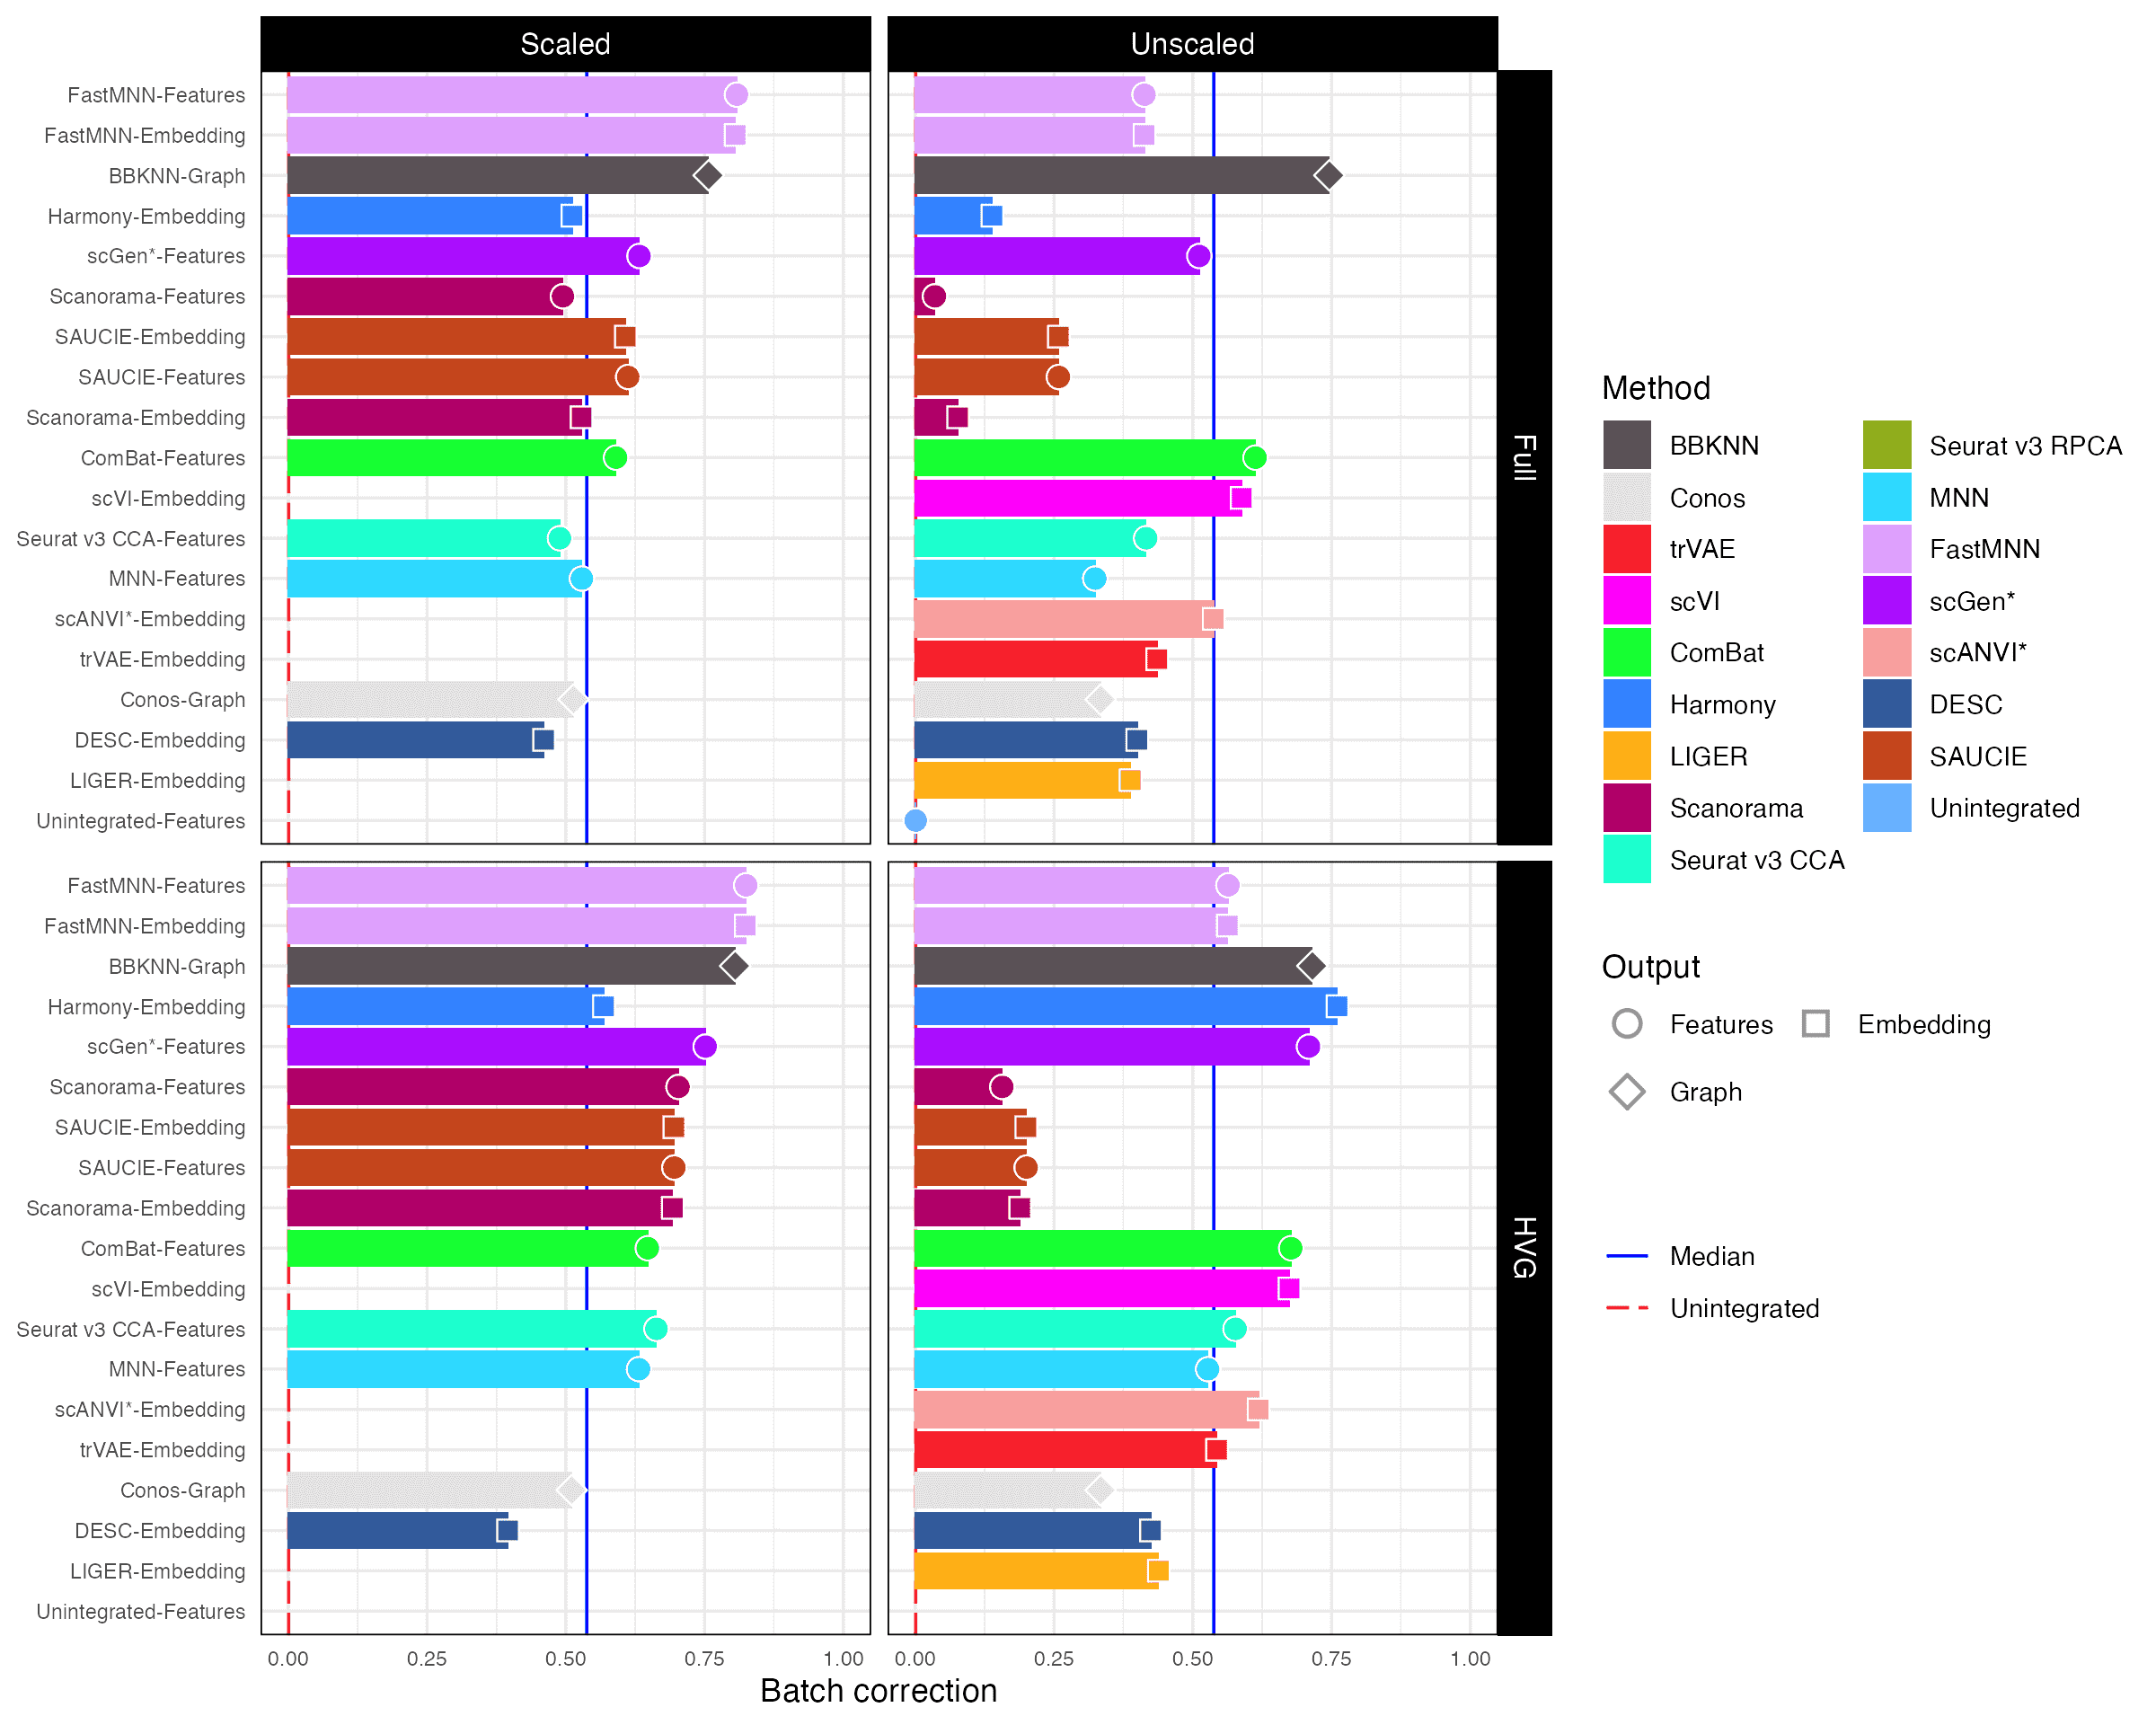 Scaled
Unscaled
FastMNN-Features
FastMNN-Embedding
BBKNN-Graph
Harmony-Embedding
scGen*-Features
Scanorama-Features
SAUCIE-Embedding
SAUCIE-Features
Scanorama-Embedding
ComBat-Features
scVI-Embedding
Seurat v3 CCA-Features
MNN-Features
scANVI*-Embedding
trVAE-Embedding
Conos-Graph
DESC-Embedding
LIGER-Embedding
Unintegrated-Features
Full
FastMNN-Features
FastMNN-Embedding
BBKNN-Graph
Harmony-Embedding
scGen*-Features
Scanorama-Features
SAUCIE-Embedding
SAUCIE-Features
Scanorama-Embedding
ComBat-Features
scVI-Embedding
Seurat v3 CCA-Features
MNN-Features
scANVI*-Embedding
trVAE-Embedding
Conos-Graph
DESC-Embedding
LIGER-Embedding
Unintegrated-Features
HVG
0.00 0.25 0.50 0.75 1.00
0.00 0.25 0.50 0.75 1.00
Batch correction
Method
BBKNN
Conos
trVAE
scVI
ComBat
Harmony
LIGER
Scanorama
Seurat v3 CCA
Seurat v3 RPCA
MNN
FastMNN
scGen*
scANVI*
DESC
SAUCIE
Unintegrated
Output
Features
Embedding
Graph
Median
Unintegrated